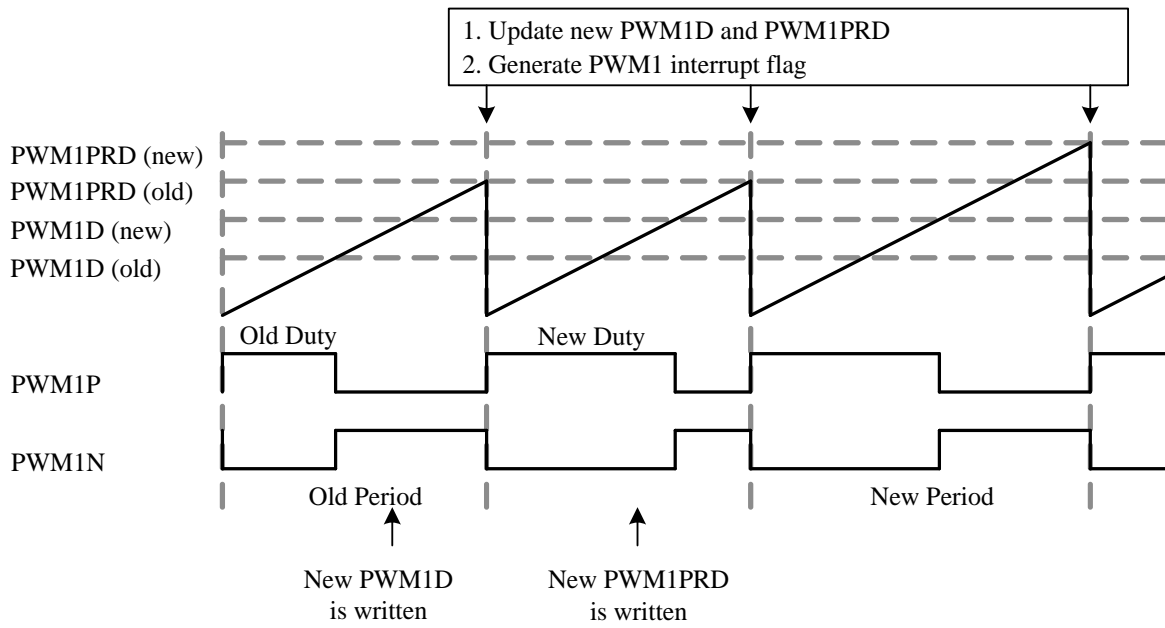 1. Update new PWM1D and PWM1PRD
2. Generate PWM1 interrupt flag
PWM1PRD (new)
PWM1PRD (old)
PWM1D (new)
PWM1D (old)
Old Duty
New Duty
PWM1P
PWM1N
Old Period
New Period
New PWM1D
is written
New PWM1PRD
is written